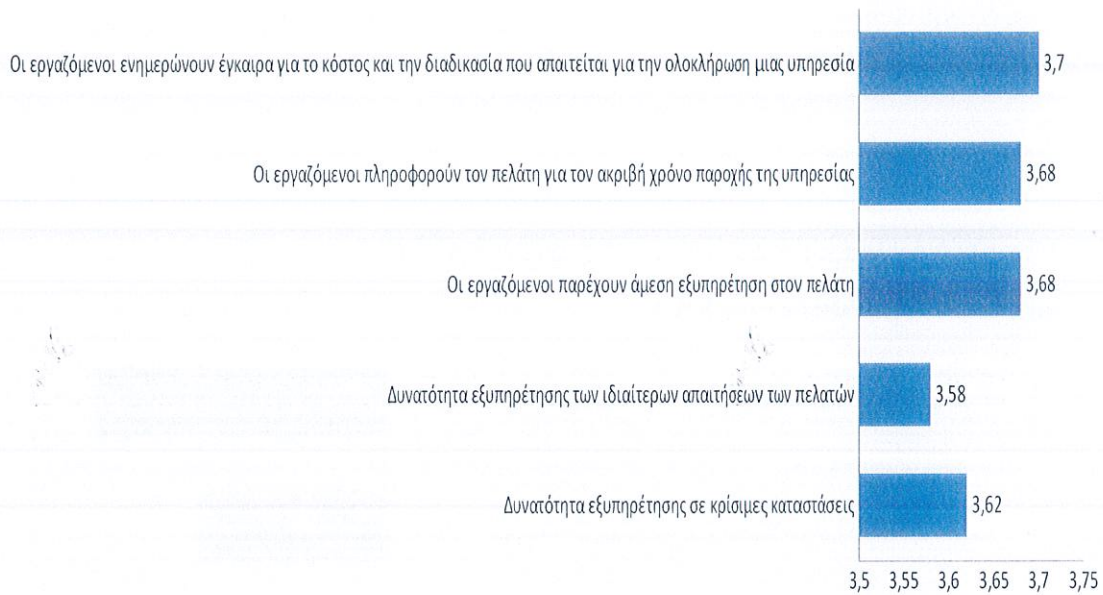 Οι εργαζόμενοι ενημερώνουν έγκαιρα για το κόστος και την διαδικασία που απαιτείται για την ολοκλήρωση μιας υπηρεσία 3,7
Οι εργαζόμενοι πληροφορούν τον πελάτη για τον ακριβή χρόνο παροχής της υπηρεσίας 3,68
Οι εργαζόμενοι παρέχουν άμεση εξυπηρέτηση στον πελάτη 3,68
Δυνατότητα εξυπηρέτησης των ιδιαίτερων απαιτήσεων των πελατών 3,58
Δυνατότητα εξυπηρέτησης σε κρίσιμες καταστάσεις 3,62
3,5 3,55 3,6 3,65 3,7 3,75